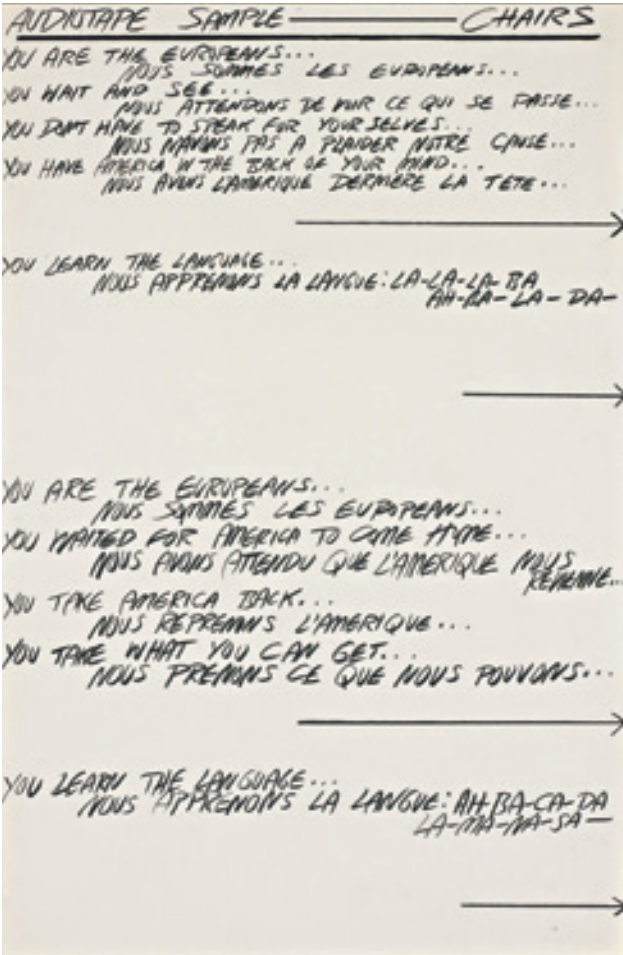 AUDIOTAPE SAMPLE——CHAIRS
YOU ARE THE EUROPEANS...
NOUS SOMMES LES EUROPEANS...
YOU WAIT AND SEE...
NOUS ATTENDONS DE VOIR CE QUI SE PASSE...
YOU DON'T HAVE TO SPEAK FOR YOURSELVES...
NOUS N'AVONS PAS A PLAIDER NOTRE CAUSE...
YOU HAVE AMERICA IN THE BACK OF YOUR MIND...
NOUS AVONS L'AMERIQUE DERRIERE LA TETE...
YOU LEARN THE LANGUAGE...
NOUS APPRENONS LA LANGUE: LA-LA-LA-BA
AH-BA-LA-DA-
YOU ARE THE EUROPEANS...
NOUS SOMMES LES EUROPEANS...
YOU WAITED FOR AMERICA TO COME HOME...
NOUS AVONS ATTENDU QUE L'AMERIQUE NOUS
REVIENNE...
YOU TAKE AMERICA BACK...
NOUS REPRENONS L'AMERIQUE...
YOU TAKE WHAT YOU CAN GET...
NOUS PRENONS CE QUE NOUS POUVONS...
YOU LEARN THE LANGUAGE...
NOUS APPRENONS LA LANGUE: AH-BA-CA-DA
LA-MA-NA-SA—